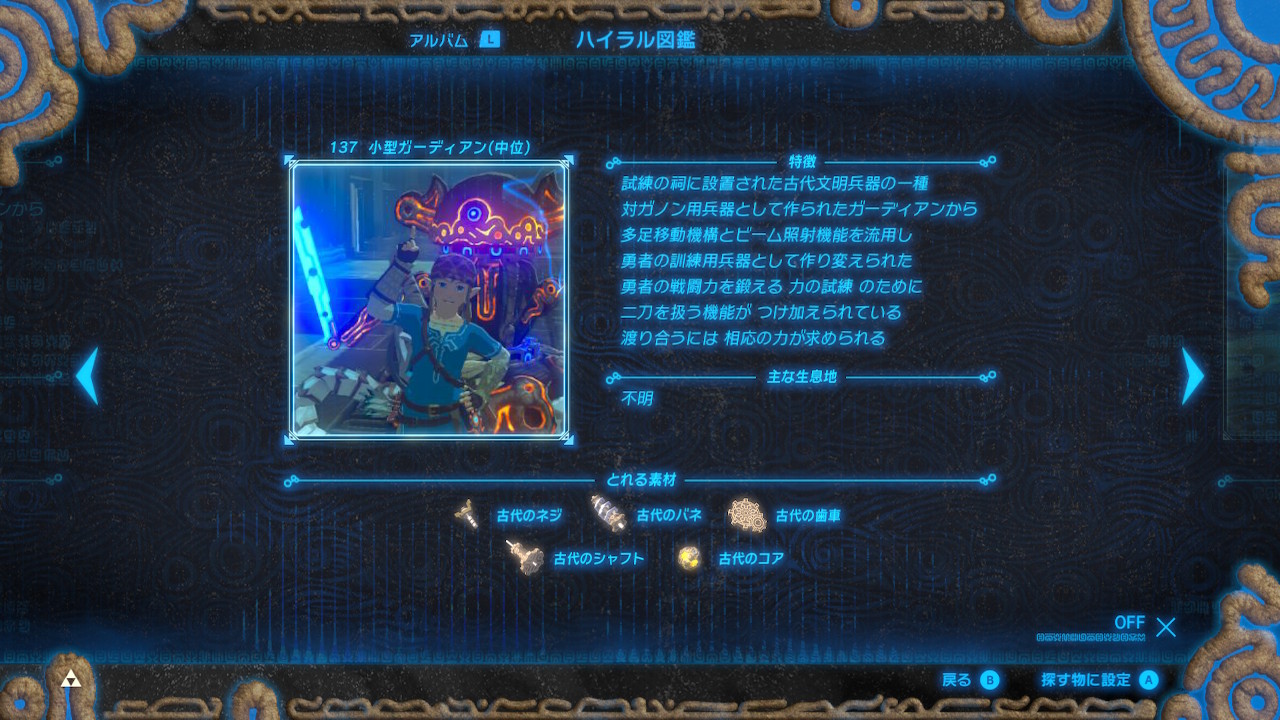 アルバム L
ハイラル図鑑
137 小型ガーディアン(中位)
特徴
試練の祠に設置された古代文明兵器の一種
対ガノン用兵器として作られたガーディアンから
多足移動機構とビーム照射機能を流用し
勇者の訓練用兵器として作り変えられた
勇者の戦闘力を鍛える 力の試練 のために
二刀を扱う機能が つけ加えられている
渡り合うには 相応の力が求められる
主な生息地
不明
とれる素材
古代のネジ 古代のバネ 古代の歯車
古代のシャフト 古代のコア
OFF
戻る B 探す物に設定 A